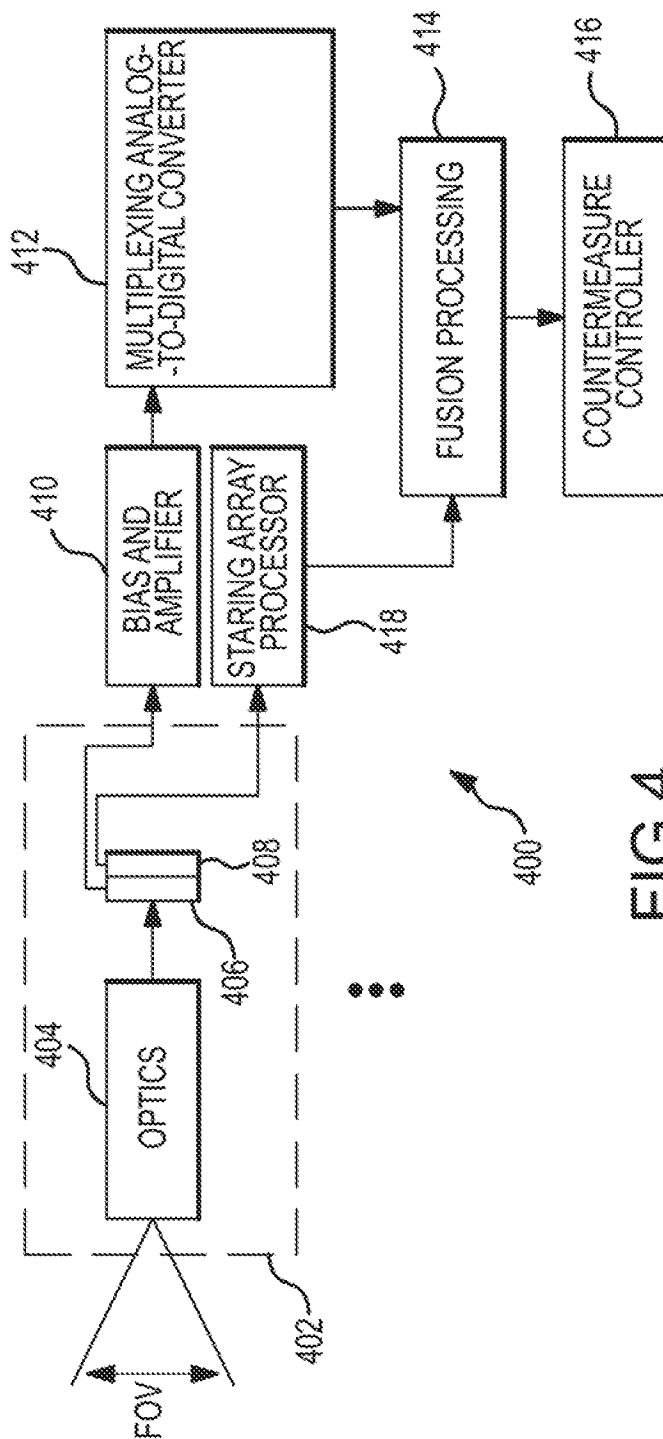 FOV
402
404
OPTICS
406
408
410
BIAS AND
AMPLIFIER
STARING ARRAY
PROCESSOR
418
412
MULTIPLEXING ANALOG-
-TO-DIGITAL CONVERTER
414
FUSION PROCESSING
416
COUNTERMEASURE
CONTROLLER
400
FIG.4